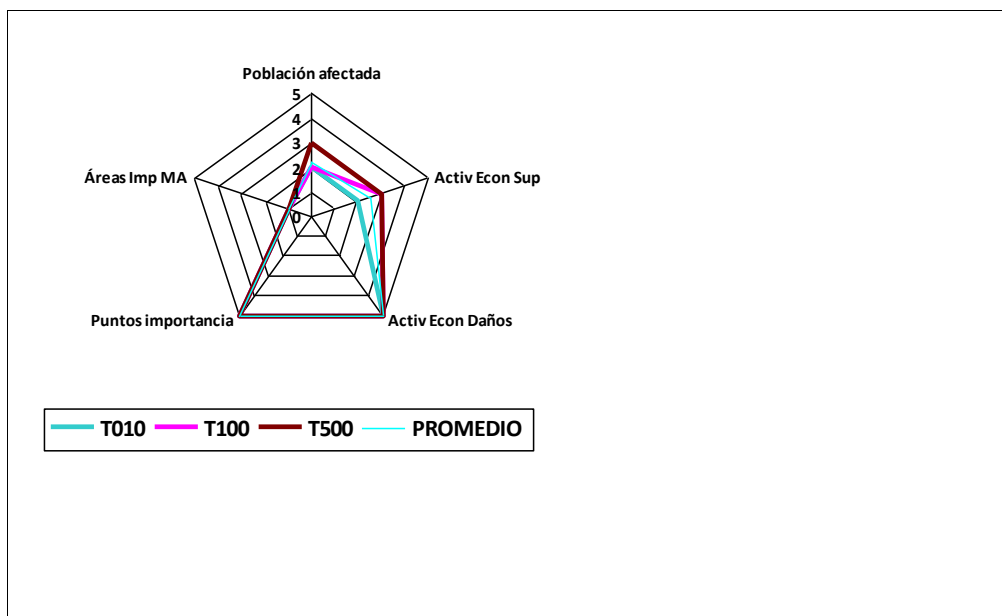 Población afectada
5
4
3
2
1
0
Áreas Imp MA
Activ Econ Sup
Puntos importancia
Activ Econ Daños
T010 T100 T500 PROMEDIO